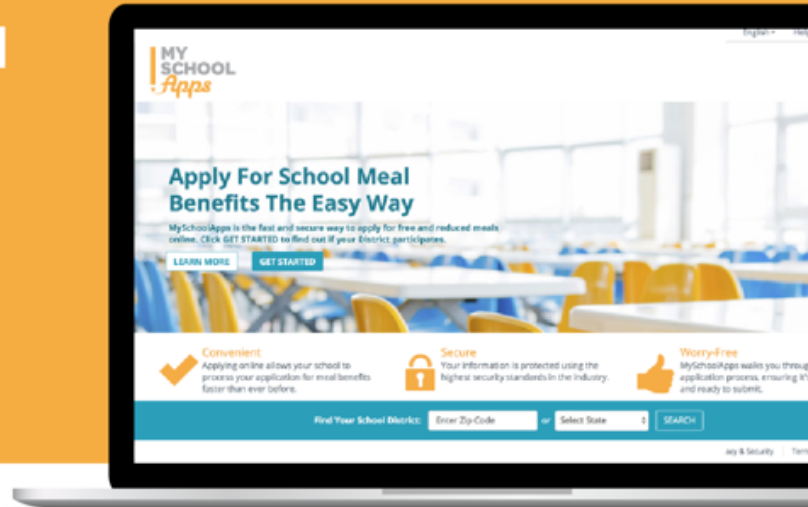 English
Help
MY
SCHOOL
Apps
Apply For School Meal
Benefits The Easy Way
MySchoolApps is the fast and secure way to apply for free and reduced meals
online. Click GET STARTED to find out if your District participates.
LEARN MORE
GET STARTED
Convenient
Applying online allows your school to
process your application for meal benefits
faster than ever before.
Secure
Your information is protected using the
highest security standards in the industry.
Worry-Free
MySchoolApps walks you throug
application process, ensuring it's
and ready to submit.
Find Your School District:
Enter Zip-Code
or
Select State
SEARCH
acy & Security
Term